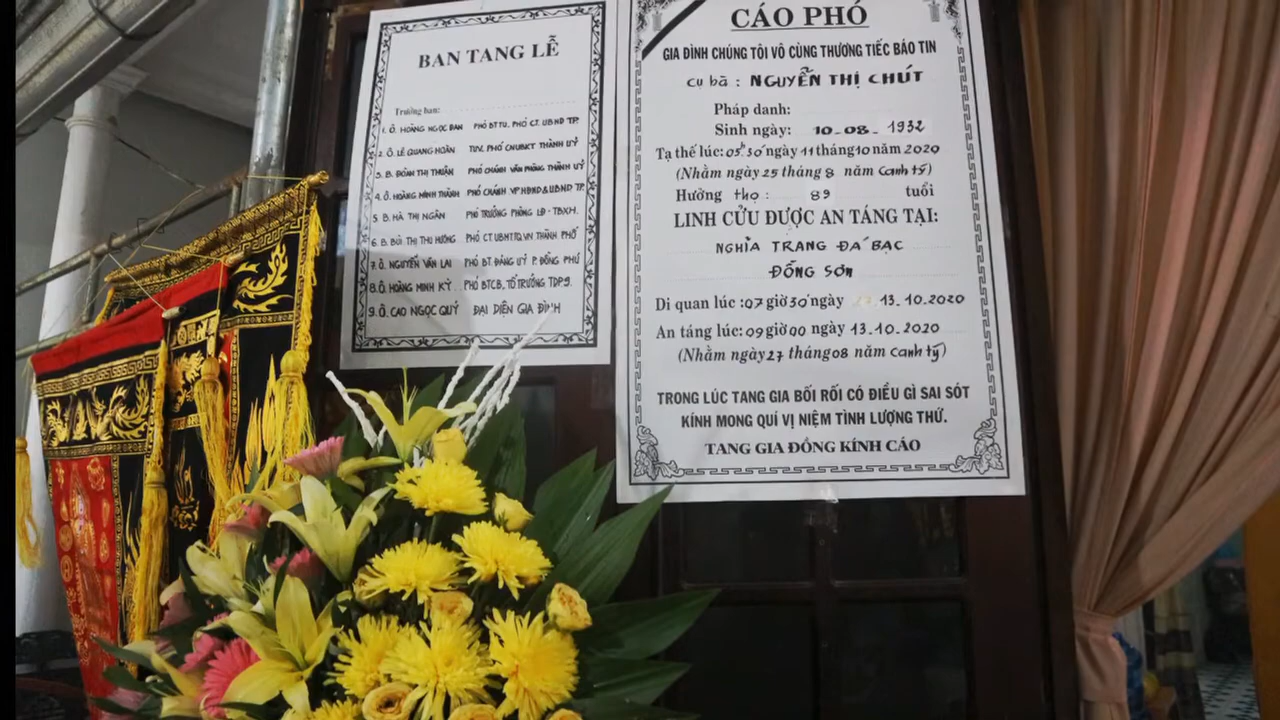 BAN TANG LỄ
Trưởng ban:
1. Ô. HOÀNG NGỌC ĐAN PHÓ BTTU, PHÓ CT. UBND TP.
2. Ô. LÊ QUANG HOÀN TUV. PHÓ CNUBKT THÀNH UỶ
3. B. ĐOÀN THỊ THUẬN PHÓ CHÁNH VĂN PHÒNG THÀNH UỶ
4. Ô. HOÀNG MINH THÀNH PHÓ CHÁNH VP HĐND & UBND TP.
5 B. HÀ THỊ NGÂN PHÓ TRƯỞNG PHÒNG LĐ - TBXH.
6. B. BÙI THỊ THU HƯƠNG PHÓ CT. UBMTTQ VN THÀNH PHỐ
7 Ô. NGUYỄN VĂN LAI PHÓ BT. ĐẢNG UỶ P. ĐỒNG PHÚ
8. Ô. HOÀNG MINH KỲ PHÓ BTCB, TỔ TRƯỞNG TDP9.
9. Ô. CAO NGỌC QUÝ ĐẠI DIỆN GIA ĐÌNH
CÁO PHÓ
GIA ĐÌNH CHÚNG TÔI VÔ CÙNG THƯƠNG TIẾC BÁO TIN
cụ bà : NGUYỄN THỊ CHÚT
Pháp danh:
Sinh ngày: 10-08-1932
Tạ thế lúc: 05h30 ngày 11 tháng 10 năm 2020
(Nhằm ngày 25 tháng 8 năm canh tý)
Hưởng thọ : 89 tuổi
LINH CỬU ĐƯỢC AN TÁNG TẠI:
NGHĨA TRANG ĐÁ BẠC
ĐỒNG SƠN
Di quan lúc: 07 giờ 30 ngày 13.10.2020
An táng lúc: 09 giờ 00 ngày 13.10.2020
(Nhằm ngày 27 tháng 08 năm canh tý)
TRONG LÚC TANG GIA BỐI RỐI CÓ ĐIỀU GÌ SAI SÓT
KÍNH MONG QUÍ VỊ NIỆM TÌNH LƯỢNG THỨ.
TANG GIA ĐỒNG KÍNH CÁO